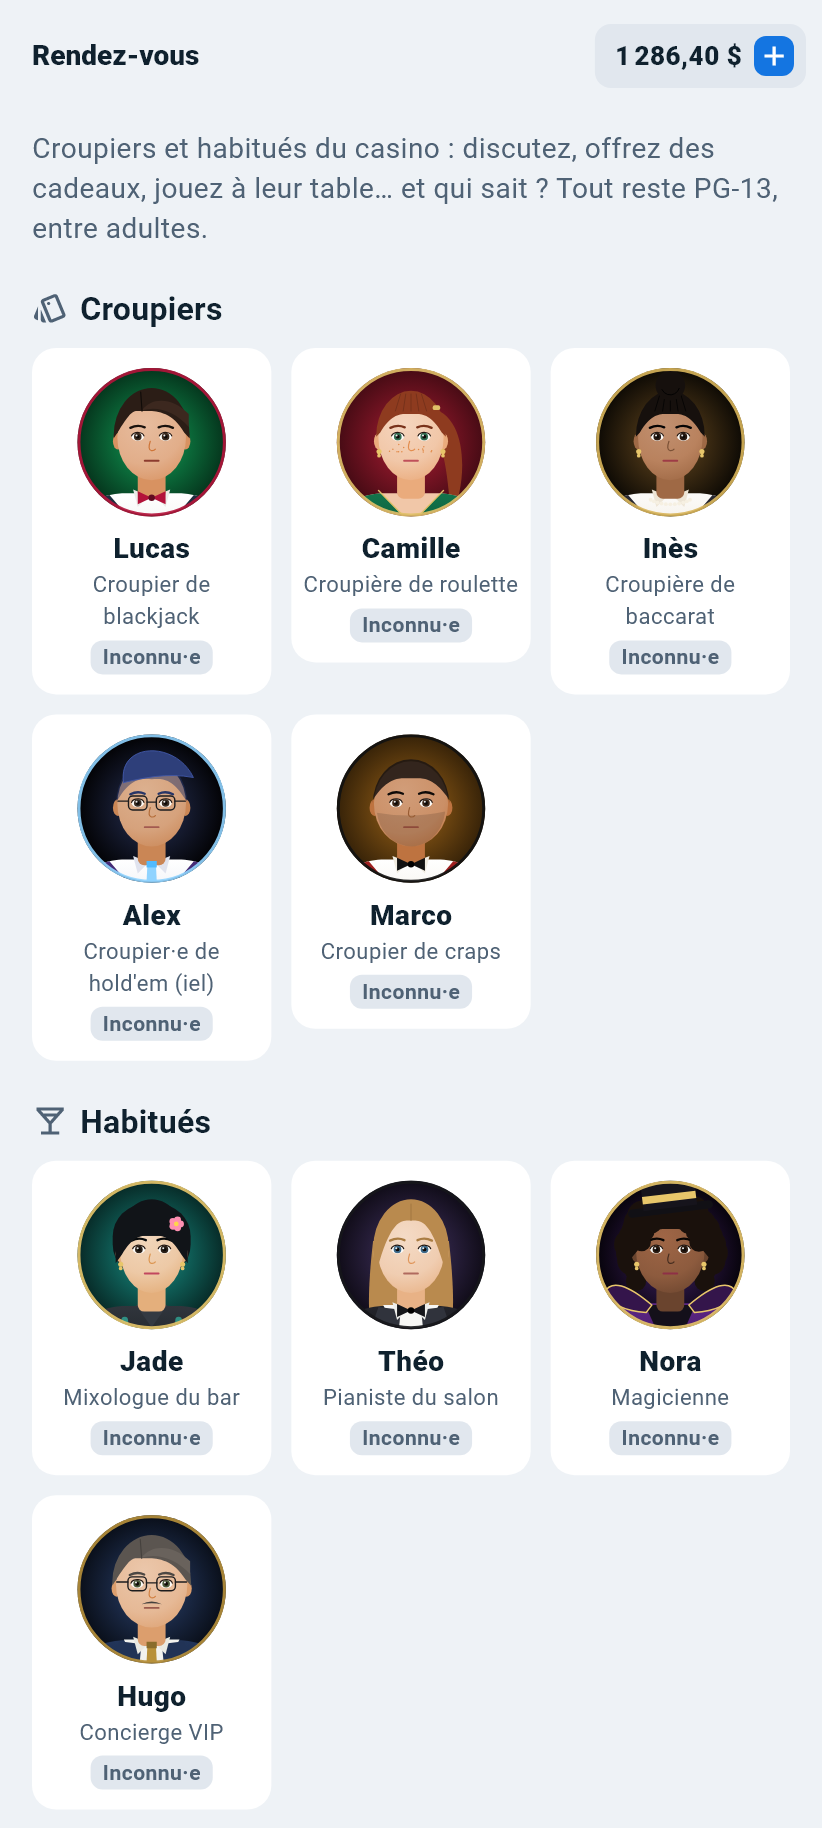 Rendez-vous
1 286,40 $
Croupiers et habitués du casino : discutez, offrez des
cadeaux, jouez à leur table… et qui sait ? Tout reste PG-13,
entre adultes.
Croupiers
Lucas
Croupier de
blackjack
Inconnu·e
Camille
Croupière de roulette
Inconnu·e
Inès
Croupière de
baccarat
Inconnu·e
Alex
Croupier·e de
hold'em (iel)
Inconnu·e
Marco
Croupier de craps
Inconnu·e
Habitués
Jade
Mixologue du bar
Inconnu·e
Théo
Pianiste du salon
Inconnu·e
Nora
Magicienne
Inconnu·e
Hugo
Concierge VIP
Inconnu·e